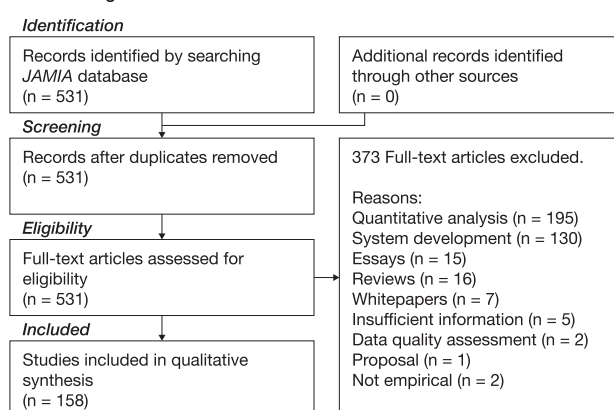 Identification
Records identified by searching
JAMIA database
(n = 531)
Additional records identified
through other sources
(n = 0)
Screening
Records after duplicates removed
(n = 531)
373 Full-text articles excluded.
Reasons:
Quantitative analysis (n = 195)
System development (n = 130)
Essays (n = 15)
Reviews (n = 16)
Whitepapers (n = 7)
Insufficient information (n = 5)
Data quality assessment (n = 2)
Proposal (n = 1)
Not empirical (n = 2)
Eligibility
Full-text articles assessed for
eligibility
(n = 531)
Included
Studies included in qualitative
synthesis
(n = 158)